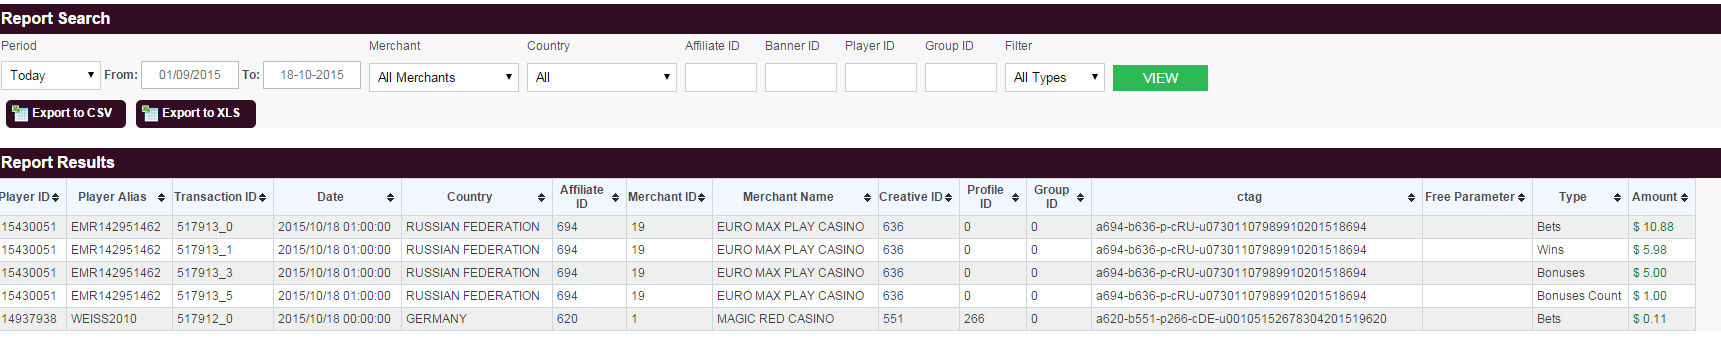 Report Search
Period Merchant Country Affiliate ID Banner ID Player ID Group ID Filter
Today From: 01/09/2015 To: 18-10-2015 All Merchants All All Types VIEW
Export to CSV Export to XLS
Report Results
Player ID Player Alias Transaction ID Date Country Affiliate ID Merchant ID Merchant Name Creative ID Profile ID Group ID ctag Free Parameter Type Amount
15430051 EMR142951462 517913_0 2015/10/18 01:00:00 RUSSIAN FEDERATION 694 19 EURO MAX PLAY CASINO 636 0 0 a694-b636-p-cRU-u07301107989910201518694 Bets $ 10.88
15430051 EMR142951462 517913_1 2015/10/18 01:00:00 RUSSIAN FEDERATION 694 19 EURO MAX PLAY CASINO 636 0 0 a694-b636-p-cRU-u07301107989910201518694 Wins $ 5.98
15430051 EMR142951462 517913_3 2015/10/18 01:00:00 RUSSIAN FEDERATION 694 19 EURO MAX PLAY CASINO 636 0 0 a694-b636-p-cRU-u07301107989910201518694 Bonuses $ 5.00
15430051 EMR142951462 517913_5 2015/10/18 01:00:00 RUSSIAN FEDERATION 694 19 EURO MAX PLAY CASINO 636 0 0 a694-b636-p-cRU-u07301107989910201518694 Bonuses Count $ 1.00
14937938 WEISS2010 517912_0 2015/10/18 00:00:00 GERMANY 620 1 MAGIC RED CASINO 551 266 0 a620-b551-p266-cDE-u00105152678304201519620 Bets $ 0.11